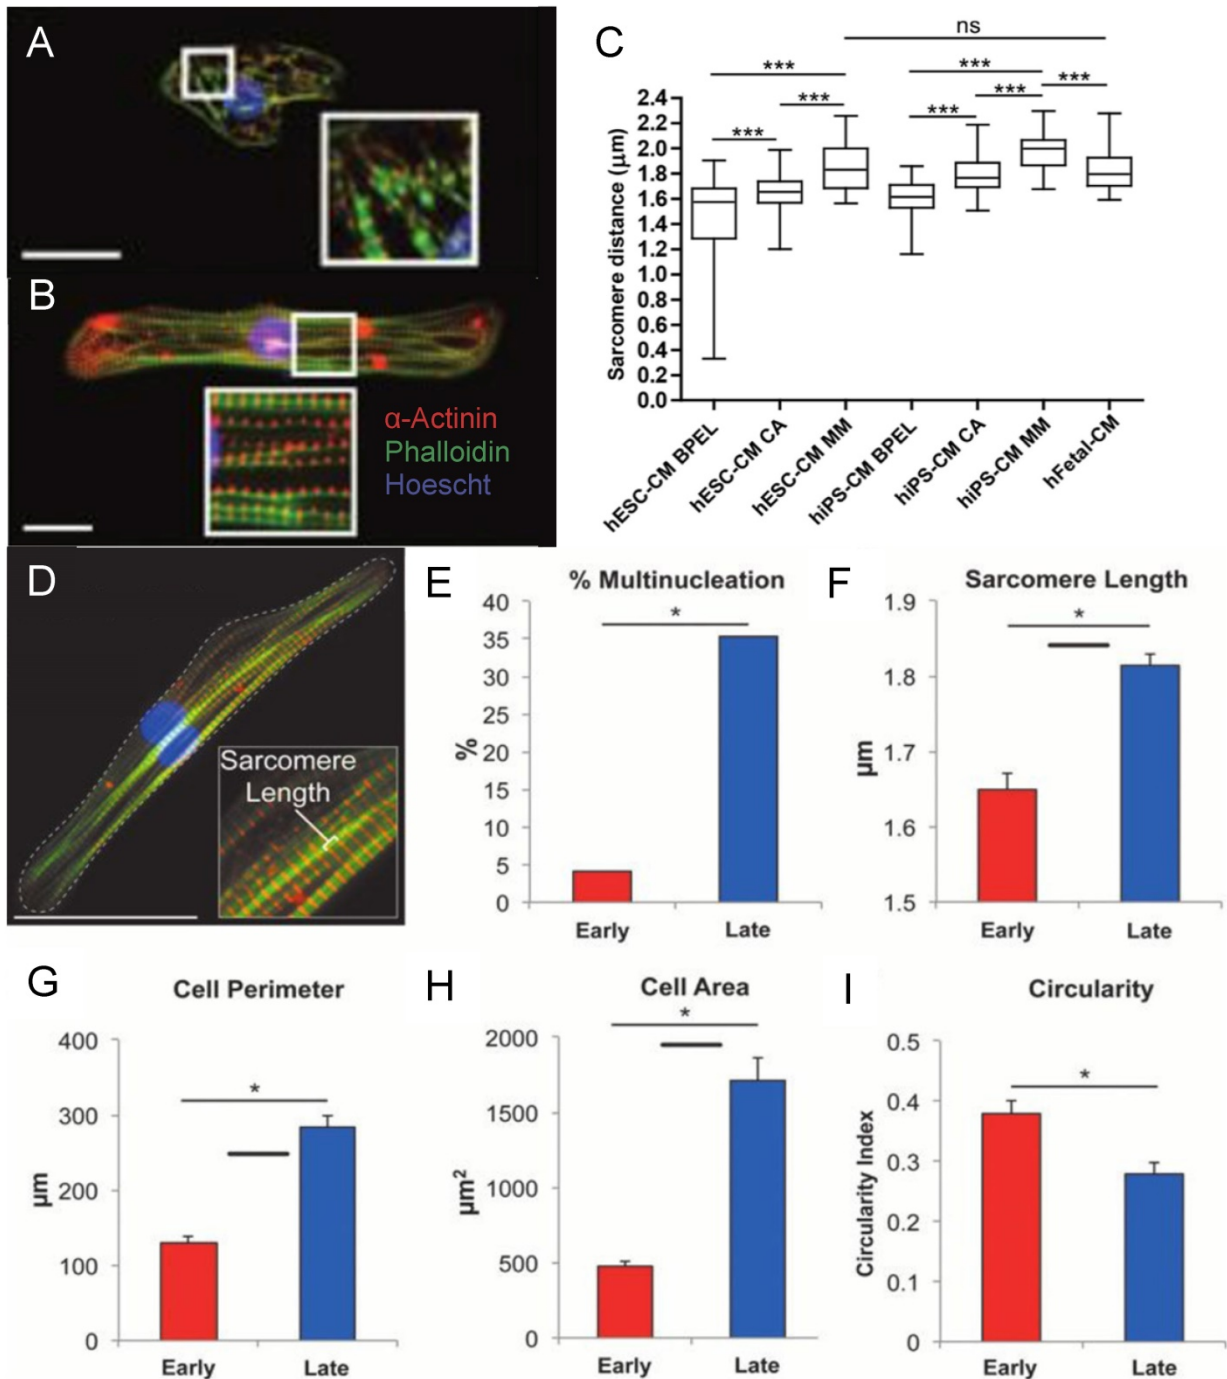 A
B
α-Actinin
Phalloidin
Hoescht
C
ns
***
***
***
***
***
***
***
Sarcomere distance (µm)
2.4
2.2
2.0
1.8
1.6
1.4
1.2
1.0
0.8
0.6
0.4
0.2
0.0
hESC-CM BPEL
hESC-CM CA
hESC-CM MM
hiPS-CM BPEL
hiPS-CM CA
hiPS-CM MM
hFetal-CM
D
Sarcomere
Length
E
% Multinucleation
*
%
40
35
30
25
20
15
10
5
0
Early
Late
F
Sarcomere Length
*
µm
1.9
1.8
1.7
1.6
1.5
Early
Late
G
Cell Perimeter
*
µm
400
300
200
100
0
Early
Late
H
Cell Area
*
µm²
2000
1500
1000
500
0
Early
Late
I
Circularity
*
Circularity Index
0.5
0.4
0.3
0.2
0.1
0
Early
Late